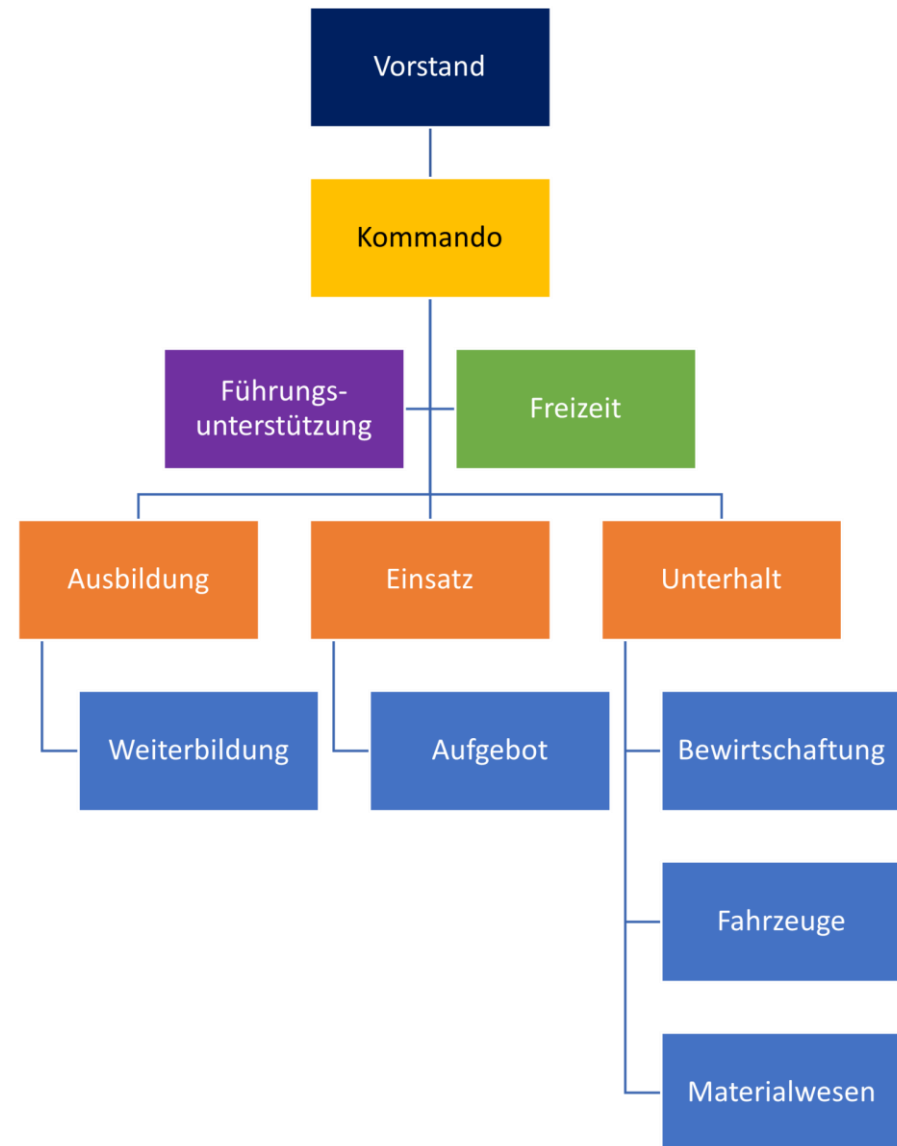 Vorstand
Kommando
Führungs-
unterstützung
Freizeit
Ausbildung
Einsatz
Unterhalt
Weiterbildung
Aufgebot
Bewirtschaftung
Fahrzeuge
Materialwesen